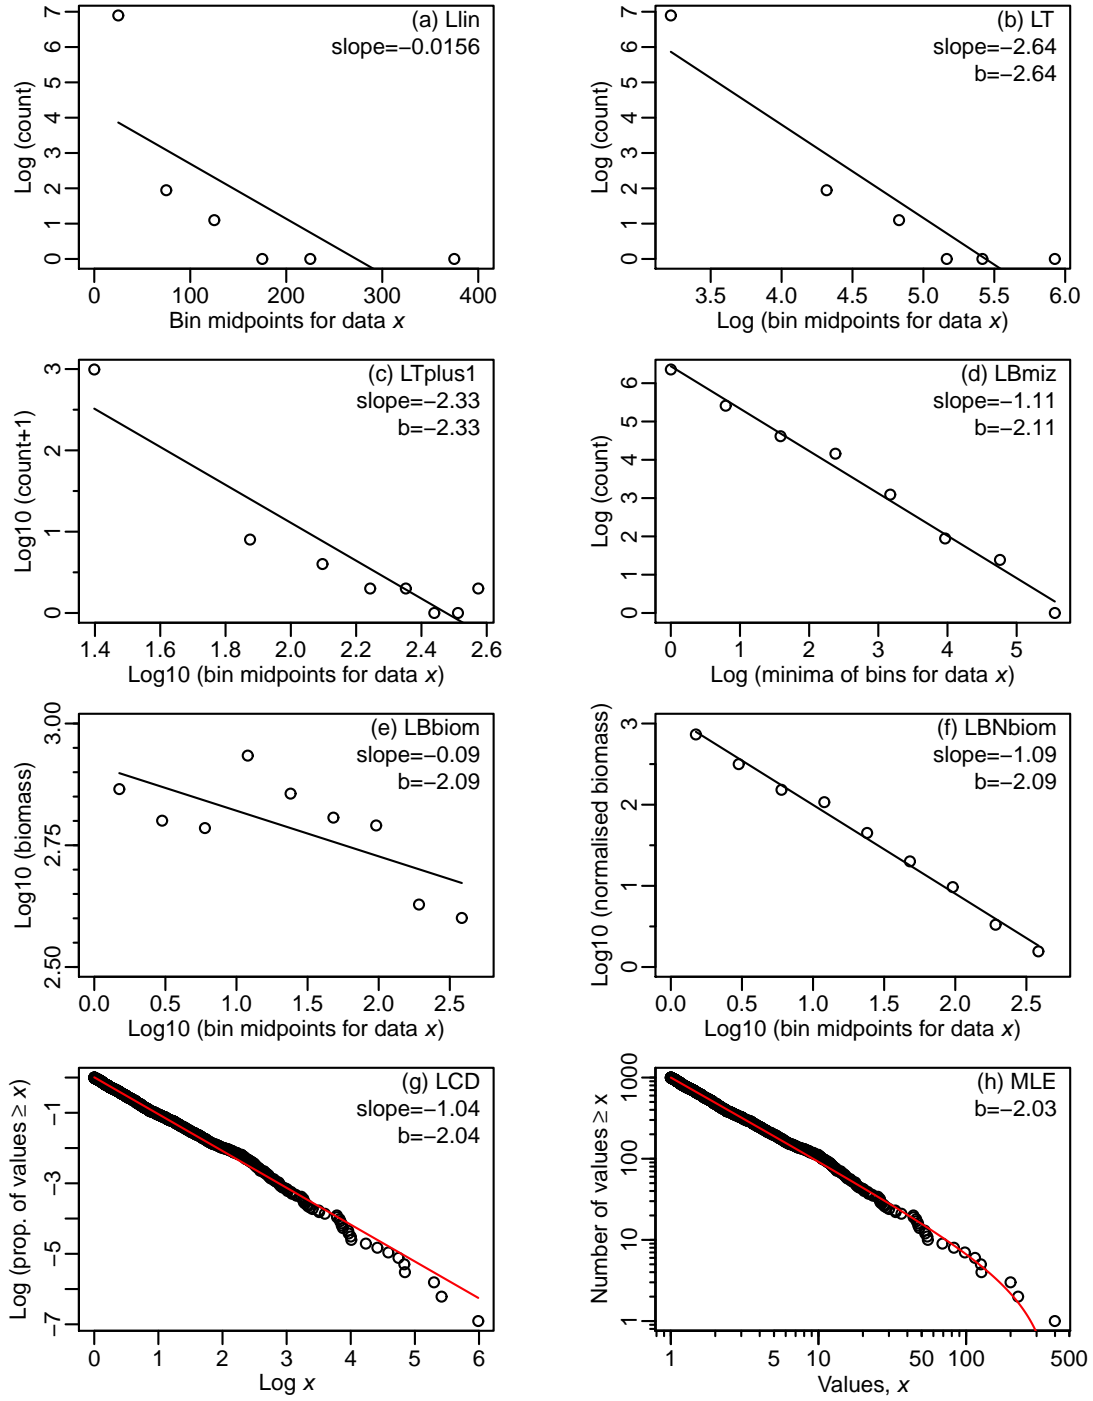 (a) Llin
slope=−0.0156
Log (count)
0 1 2 3 4 5 6 7
0 100 200 300 400
Bin midpoints for data x
(b) LT
slope=−2.64
b=−2.64
Log (count)
0 1 2 3 4 5 6 7
3.5 4.0 4.5 5.0 5.5 6.0
Log (bin midpoints for data x)
(c) LTplus1
slope=−2.33
b=−2.33
Log10 (count+1)
0 1 2 3
1.4 1.6 1.8 2.0 2.2 2.4 2.6
Log10 (bin midpoints for data x)
(d) LBmiz
slope=−1.11
b=−2.11
Log (count)
0 1 2 3 4 5 6
0 1 2 3 4 5
Log (minima of bins for data x)
(e) LBbiom
slope=−0.09
b=−2.09
Log10 (biomass)
2.50 2.75 3.00
0.0 0.5 1.0 1.5 2.0 2.5
Log10 (bin midpoints for data x)
(f) LBNbiom
slope=−1.09
b=−2.09
Log10 (normalised biomass)
0 1 2 3
0.0 0.5 1.0 1.5 2.0 2.5
Log10 (bin midpoints for data x)
(g) LCD
slope=−1.04
b=−2.04
Log (prop. of values ≥ x)
−7 −5 −3 −1
0 1 2 3 4 5 6
Log x
(h) MLE
b=−2.03
Number of values ≥ x
1 10 100 1000
1 5 10 50 100 500
Values, x